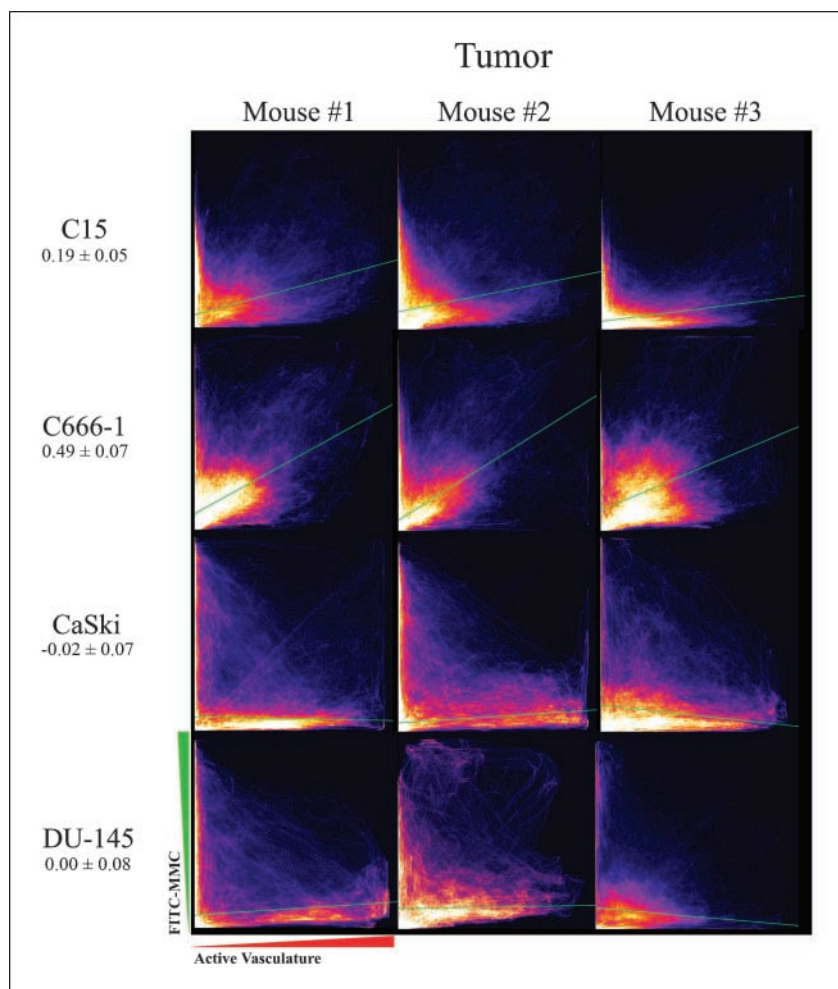 Tumor
Mouse #1 Mouse #2 Mouse #3
C15
0.19 ± 0.05
C666-1
0.49 ± 0.07
CaSki
-0.02 ± 0.07
DU-145
0.00 ± 0.08
FITC-MMC
Active Vasculature